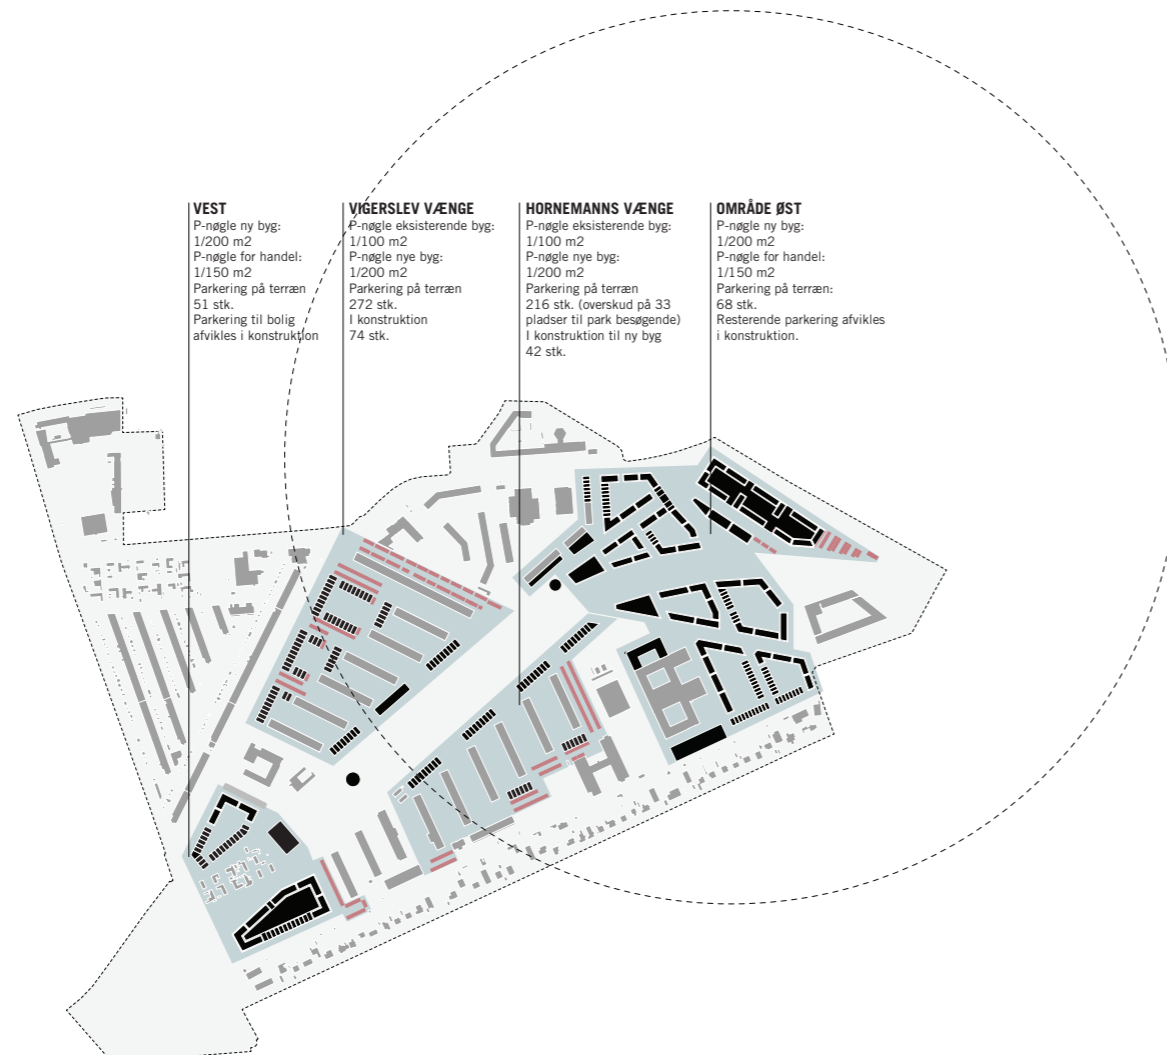 VEST
P-nøgle ny byg:
1/200 m2
P-nøgle for handel:
1/150 m2
Parkering på terræn
51 stk.
Parkering til bolig
afvikles i konstruktion
VIGERSLEV VÆNGE
P-nøgle eksisterende byg:
1/100 m2
P-nøgle nye byg:
1/200 m2
Parkering på terræn
272 stk.
I konstruktion
74 stk.
HORNEMANNS VÆNGE
P-nøgle eksisterende byg:
1/100 m2
P-nøgle nye byg:
1/200 m2
Parkering på terræn
216 stk. (overskud på 33
pladser til park besøgende)
I konstruktion til ny byg
42 stk.
OMRÅDE ØST
P-nøgle ny byg:
1/200 m2
P-nøgle for handel:
1/150 m2
Parkering på terræn:
68 stk.
Resterende parkering afvikles
i konstruktion.